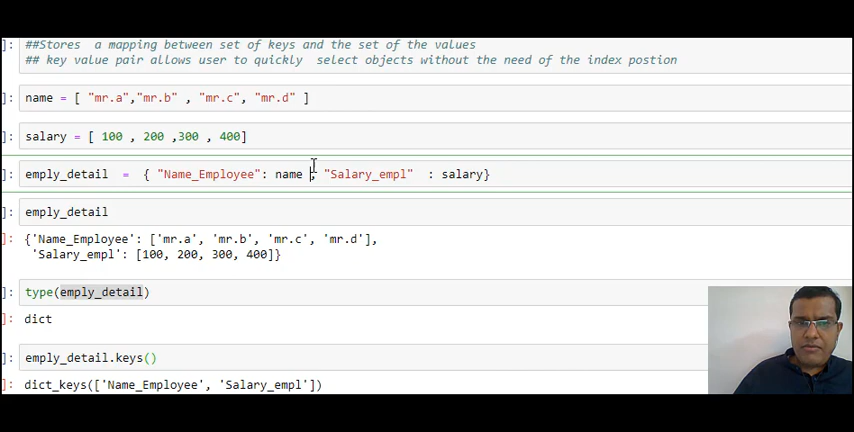 ]: ##Stores a mapping between set of keys and the set of the values
## key value pair allows user to quickly select objects without the need of the index postion
]: name = [ "mr.a","mr.b" , "mr.c", "mr.d" ]
]: salary = [ 100 , 200 ,300 , 400]
]: emply_detail = { "Name_Employee": name , "Salary_empl" : salary}
]: emply_detail
]: {'Name_Employee': ['mr.a', 'mr.b', 'mr.c', 'mr.d'],
'Salary_empl': [100, 200, 300, 400]}
]: type(emply_detail)
]: dict
]: emply_detail.keys()
]: dict_keys(['Name_Employee', 'Salary_empl'])